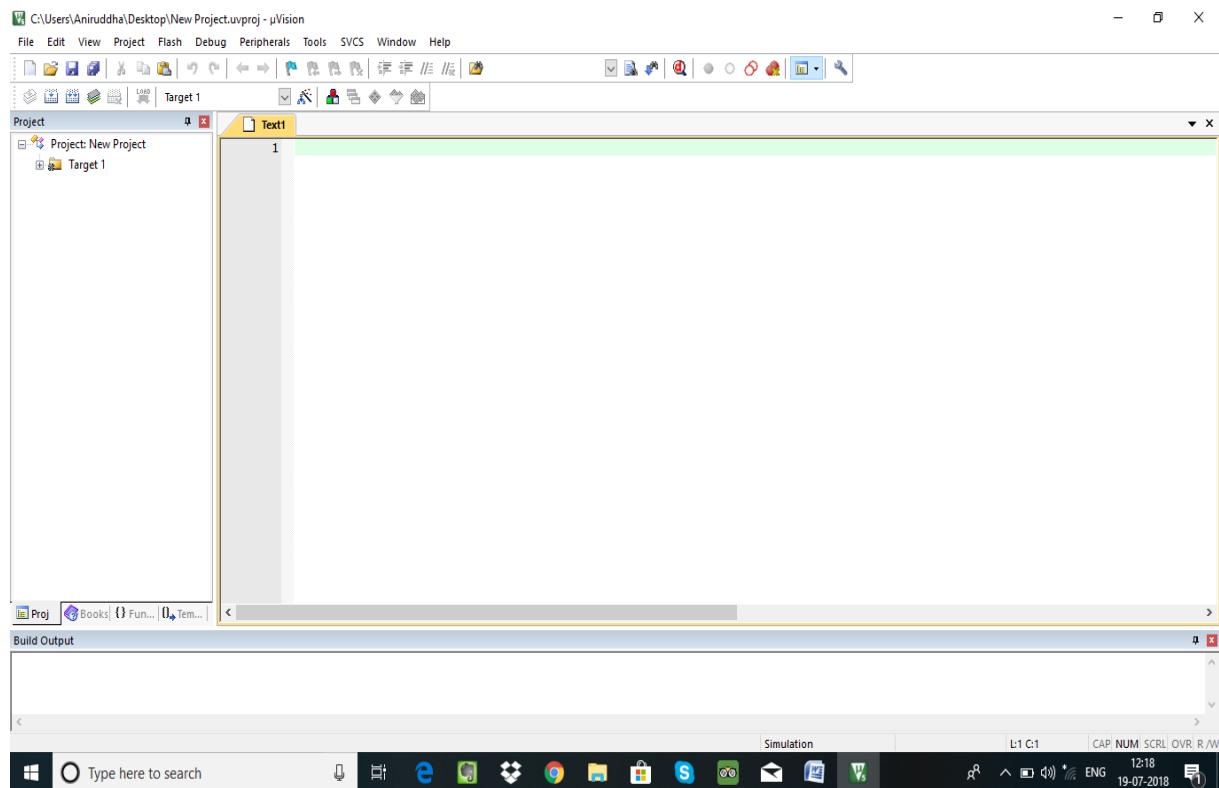 C:\Users\Aniruddha\Desktop\New Project.uvproj - µVision
File Edit View Project Flash Debug Peripherals Tools SVCS Window Help
LOAD Target 1
Project
Text1
Project: New Project
1
Target 1
Proj Books {} Fun... Tem...
Build Output
Simulation L:1 C:1 CAP NUM SCRL OVR R/W
Type here to search
ENG
12:18
19-07-2018
1